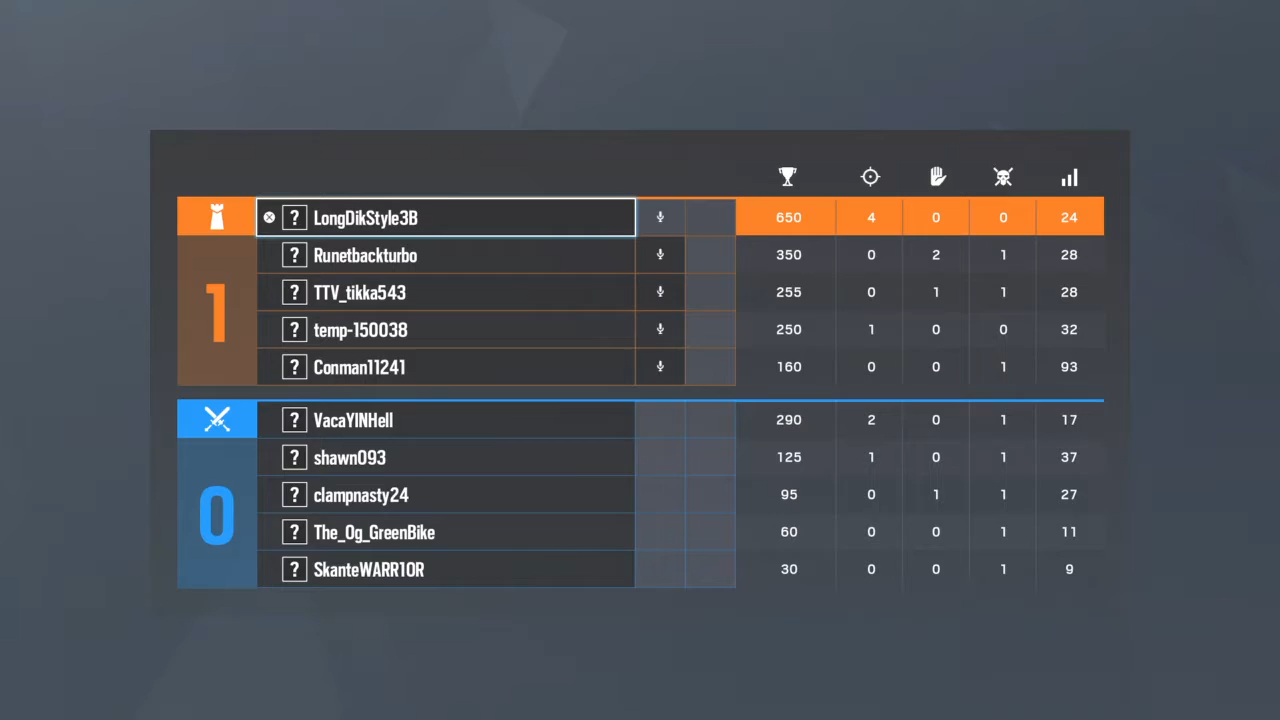 ? LongDikStyle3B 650 4 0 0 24
? Runetbackturbo 350 0 2 1 28
1
? TTV_tikka543 255 0 1 1 28
? temp-150038 250 1 0 0 32
? Conman11241 160 0 0 1 93
? VacaYINHell 290 2 0 1 17
? shawn093 125 1 0 1 37
0
? clampnasty24 95 0 1 1 27
? The_Og_GreenBike 60 0 0 1 11
? SkanteWARR1OR 30 0 0 1 9